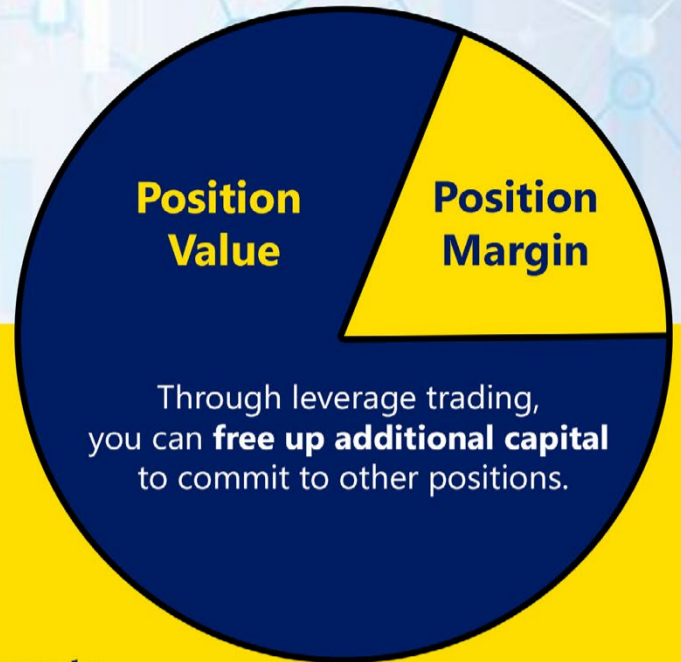 Position
Value
Position
Margin
Through leverage trading,
you can free up additional capital
to commit to other positions.